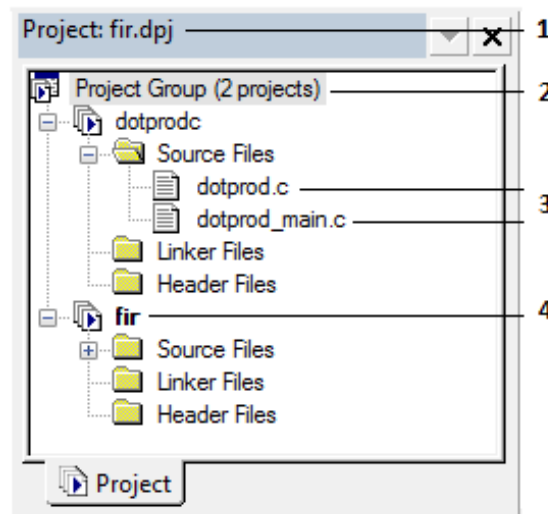 Project: fir.dpj 1
Project Group (2 projects) 2
dotprodc
Source Files
dotprod.c
3
dotprod_main.c
Linker Files
Header Files
fir 4
Source Files
Linker Files
Header Files
Project